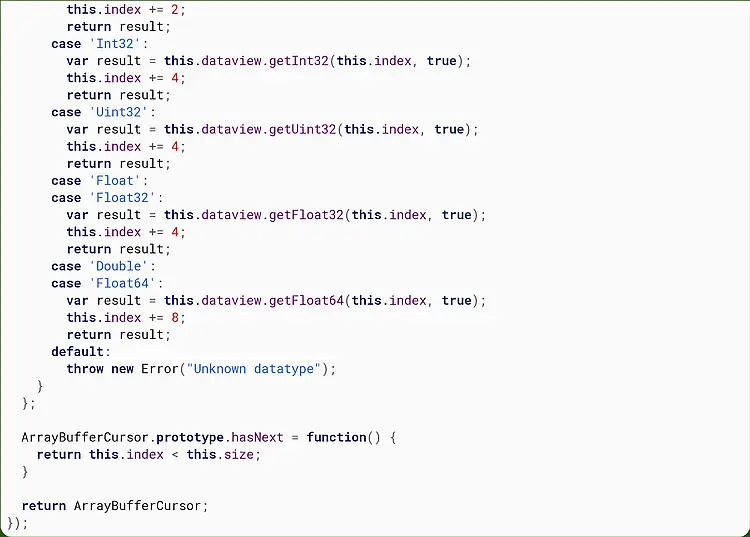 this.index += 2;
      return result;
    case 'Int32':
      var result = this.dataview.getInt32(this.index, true);
      this.index += 4;
      return result;
    case 'Uint32':
      var result = this.dataview.getUint32(this.index, true);
      this.index += 4;
      return result;
    case 'Float':
    case 'Float32':
      var result = this.dataview.getFloat32(this.index, true);
      this.index += 4;
      return result;
    case 'Double':
    case 'Float64':
      var result = this.dataview.getFloat64(this.index, true);
      this.index += 8;
      return result;
    default:
      throw new Error("Unknown datatype");
  }
};

ArrayBufferCursor.prototype.hasNext = function() {
  return this.index < this.size;
}

return ArrayBufferCursor;
});